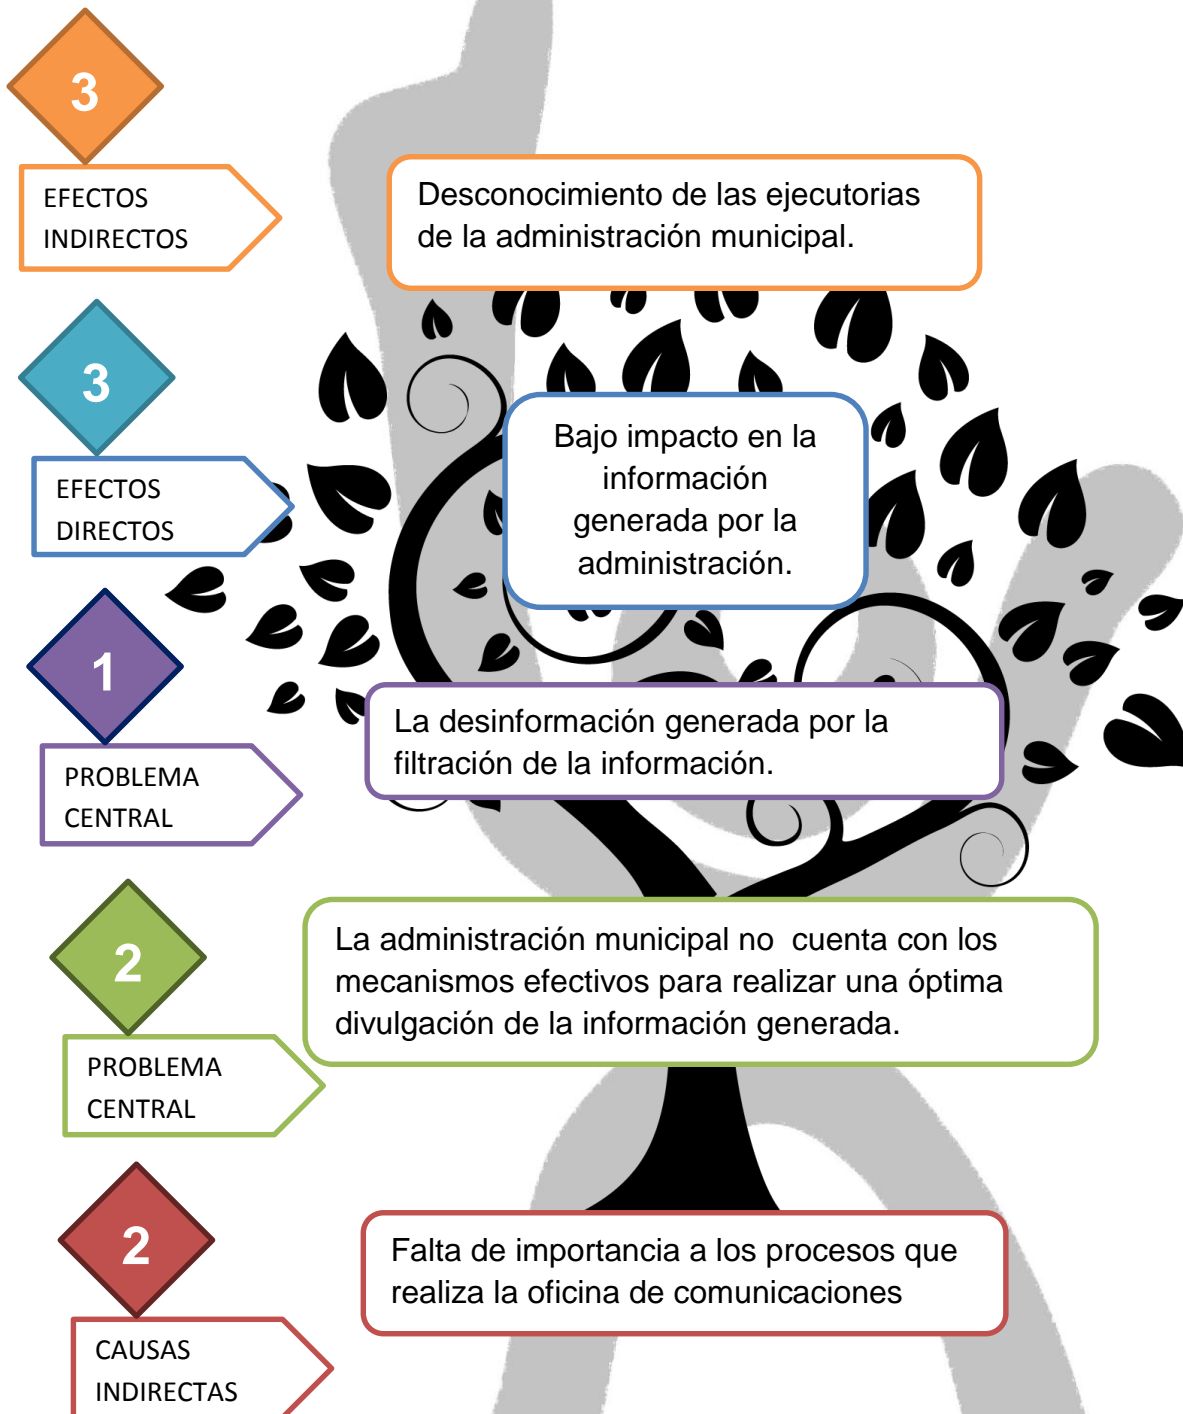 3
EFECTOS
INDIRECTOS
Desconocimiento de las ejecutorias
de la administración municipal.
3
EFECTOS
DIRECTOS
Bajo impacto en la
información
generada por la
administración.
1
PROBLEMA
CENTRAL
La desinformación generada por la
filtración de la información.
2
PROBLEMA
CENTRAL
La administración municipal no  cuenta con los
mecanismos efectivos para realizar una óptima
divulgación de la información generada.
2
CAUSAS
INDIRECTAS
Falta de importancia a los procesos que
realiza la oficina de comunicaciones